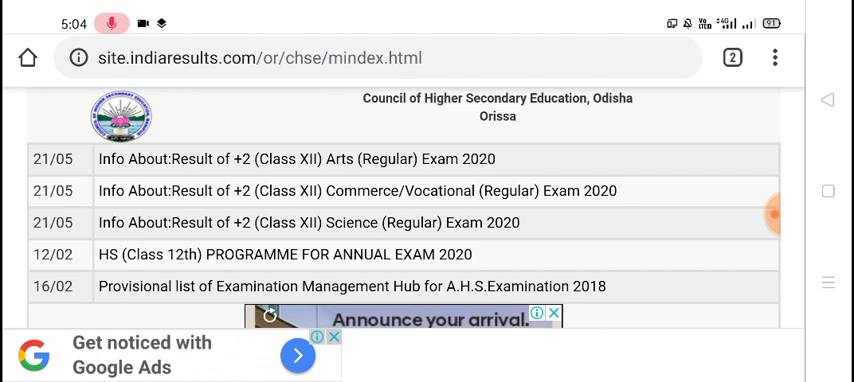 5:04
Vo LTED 4G 91
site.indiaresults.com/or/chse/mindex.html 2
Council of Higher Secondary Education, Odisha
Orissa
21/05 Info About:Result of +2 (Class XII) Arts (Regular) Exam 2020
21/05 Info About:Result of +2 (Class XII) Commerce/Vocational (Regular) Exam 2020
21/05 Info About:Result of +2 (Class XII) Science (Regular) Exam 2020
12/02 HS (Class 12th) PROGRAMME FOR ANNUAL EXAM 2020
16/02 Provisional list of Examination Management Hub for A.H.S.Examination 2018
Announce your arrival.
Get noticed with
Google Ads